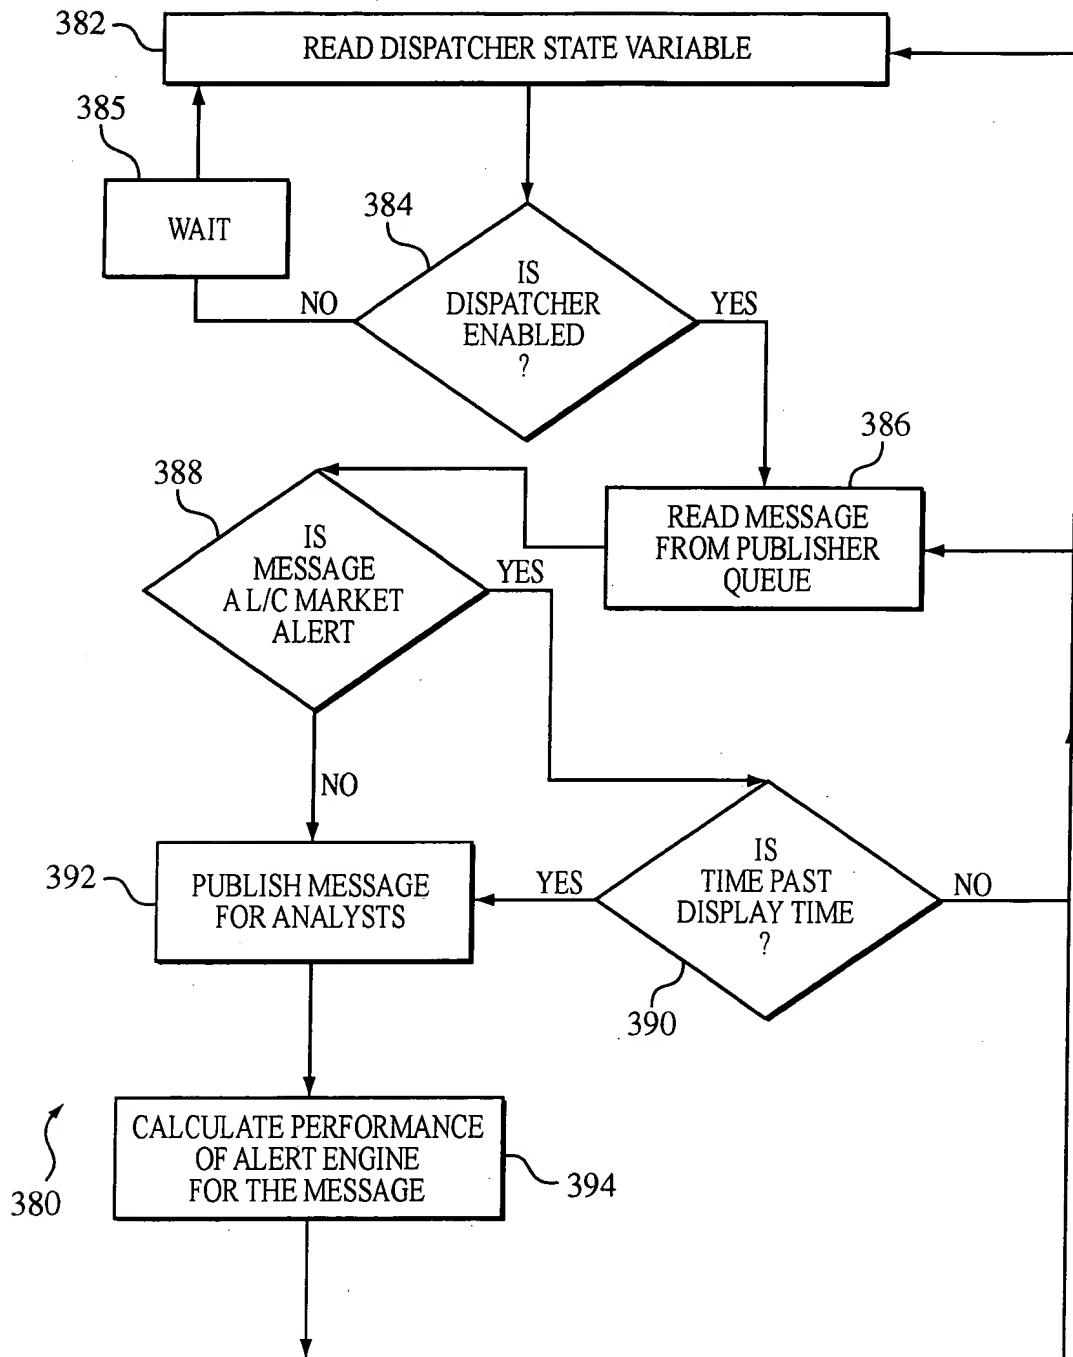 382
READ DISPATCHER STATE VARIABLE
385
WAIT
384
IS
DISPATCHER
ENABLED
?
NO
YES
386
READ MESSAGE
FROM PUBLISHER
QUEUE
388
IS
MESSAGE
A L/C MARKET
ALERT
YES
NO
392
PUBLISH MESSAGE
FOR ANALYSTS
YES
IS
TIME PAST
DISPLAY TIME
?
NO
390
380
CALCULATE PERFORMANCE
OF ALERT ENGINE
FOR THE MESSAGE
394